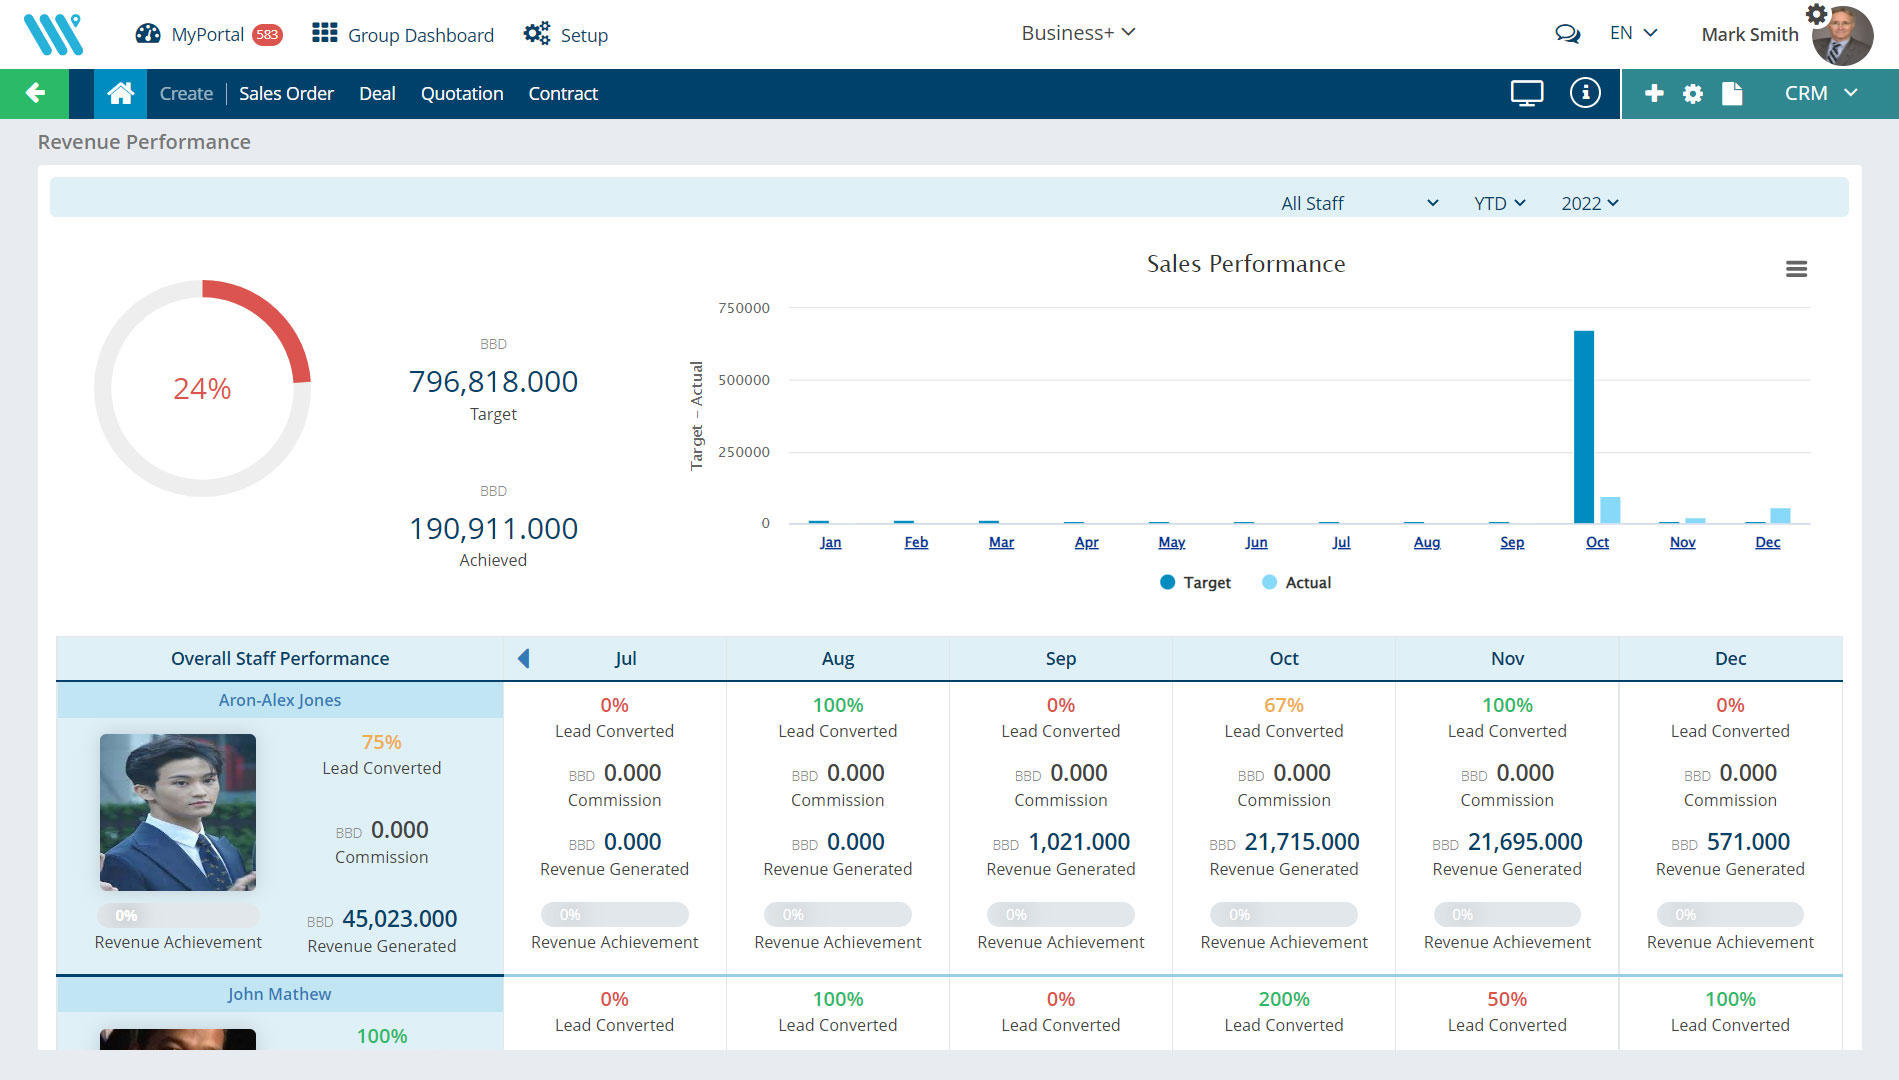 MyPortal 583 Group Dashboard Setup Business+ EN Mark Smith
Create Sales Order Deal Quotation Contract CRM
Revenue Performance
All Staff YTD 2022
Sales Performance
24%
BBD
796,818.000
Target
BBD
190,911.000
Achieved
Target – Actual
750000
500000
250000
0
Jan Feb Mar Apr May Jun Jul Aug Sep Oct Nov Dec
Target Actual
Overall Staff Performance Jul Aug Sep Oct Nov Dec
Aron-Alex Jones
75%
Lead Converted
BBD 0.000
Commission
0%
Revenue Achievement
BBD 45,023.000
Revenue Generated
0% 100% 0% 67% 100% 0%
Lead Converted Lead Converted Lead Converted Lead Converted Lead Converted Lead Converted
BBD 0.000 BBD 0.000 BBD 0.000 BBD 0.000 BBD 0.000 BBD 0.000
Commission Commission Commission Commission Commission Commission
BBD 0.000 BBD 0.000 BBD 1,021.000 BBD 21,715.000 BBD 21,695.000 BBD 571.000
Revenue Generated Revenue Generated Revenue Generated Revenue Generated Revenue Generated Revenue Generated
0% 0% 0% 0% 0% 0%
Revenue Achievement Revenue Achievement Revenue Achievement Revenue Achievement Revenue Achievement Revenue Achievement
John Mathew
100%
0% 100% 0% 200% 50% 100%
Lead Converted Lead Converted Lead Converted Lead Converted Lead Converted Lead Converted